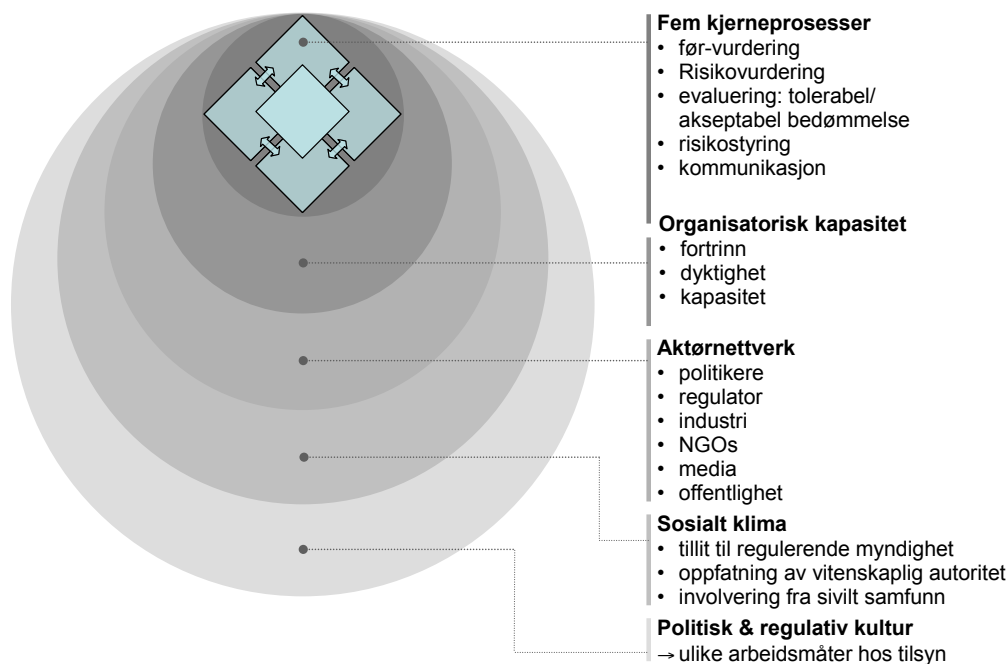 Fem kjerneprosesser
• før-vurdering
• Risikovurdering
• evaluering: tolerabel/
akseptabel bedømmelse
• risikostyring
• kommunikasjon
Organisatorisk kapasitet
• fortrinn
• dyktighet
• kapasitet
Aktørnettverk
• politikere
• regulator
• industri
• NGOs
• media
• offentlighet
Sosialt klima
• tillit til regulerende myndighet
• oppfatning av vitenskaplig autoritet
• involvering fra sivilt samfunn
Politisk & regulativ kultur
→ ulike arbeidsmåter hos tilsyn